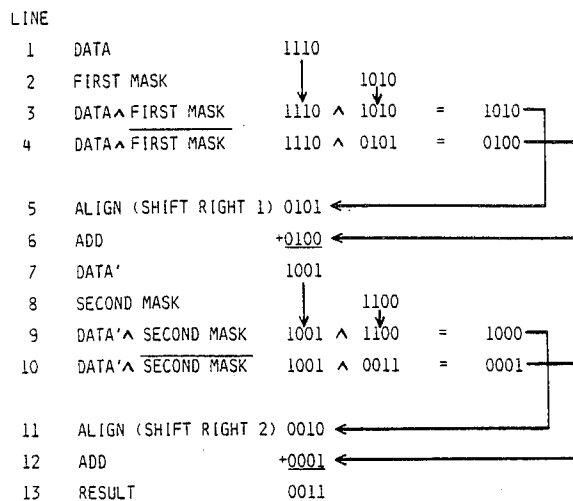 LINE
1 DATA 1110
2 FIRST MASK 1010
3 DATA∧FIRST MASK 1110 ∧ 1010 = 1010
4 DATA∧FIRST MASK 1110 ∧ 0101 = 0100
5 ALIGN (SHIFT RIGHT 1) 0101
6 ADD +0100
7 DATA' 1001
8 SECOND MASK 1100
9 DATA'∧ SECOND MASK 1001 ∧ 1100 = 1000
10 DATA'∧ SECOND MASK 1001 ∧ 0011 = 0001
11 ALIGN (SHIFT RIGHT 2) 0010
12 ADD +0001
13 RESULT 0011